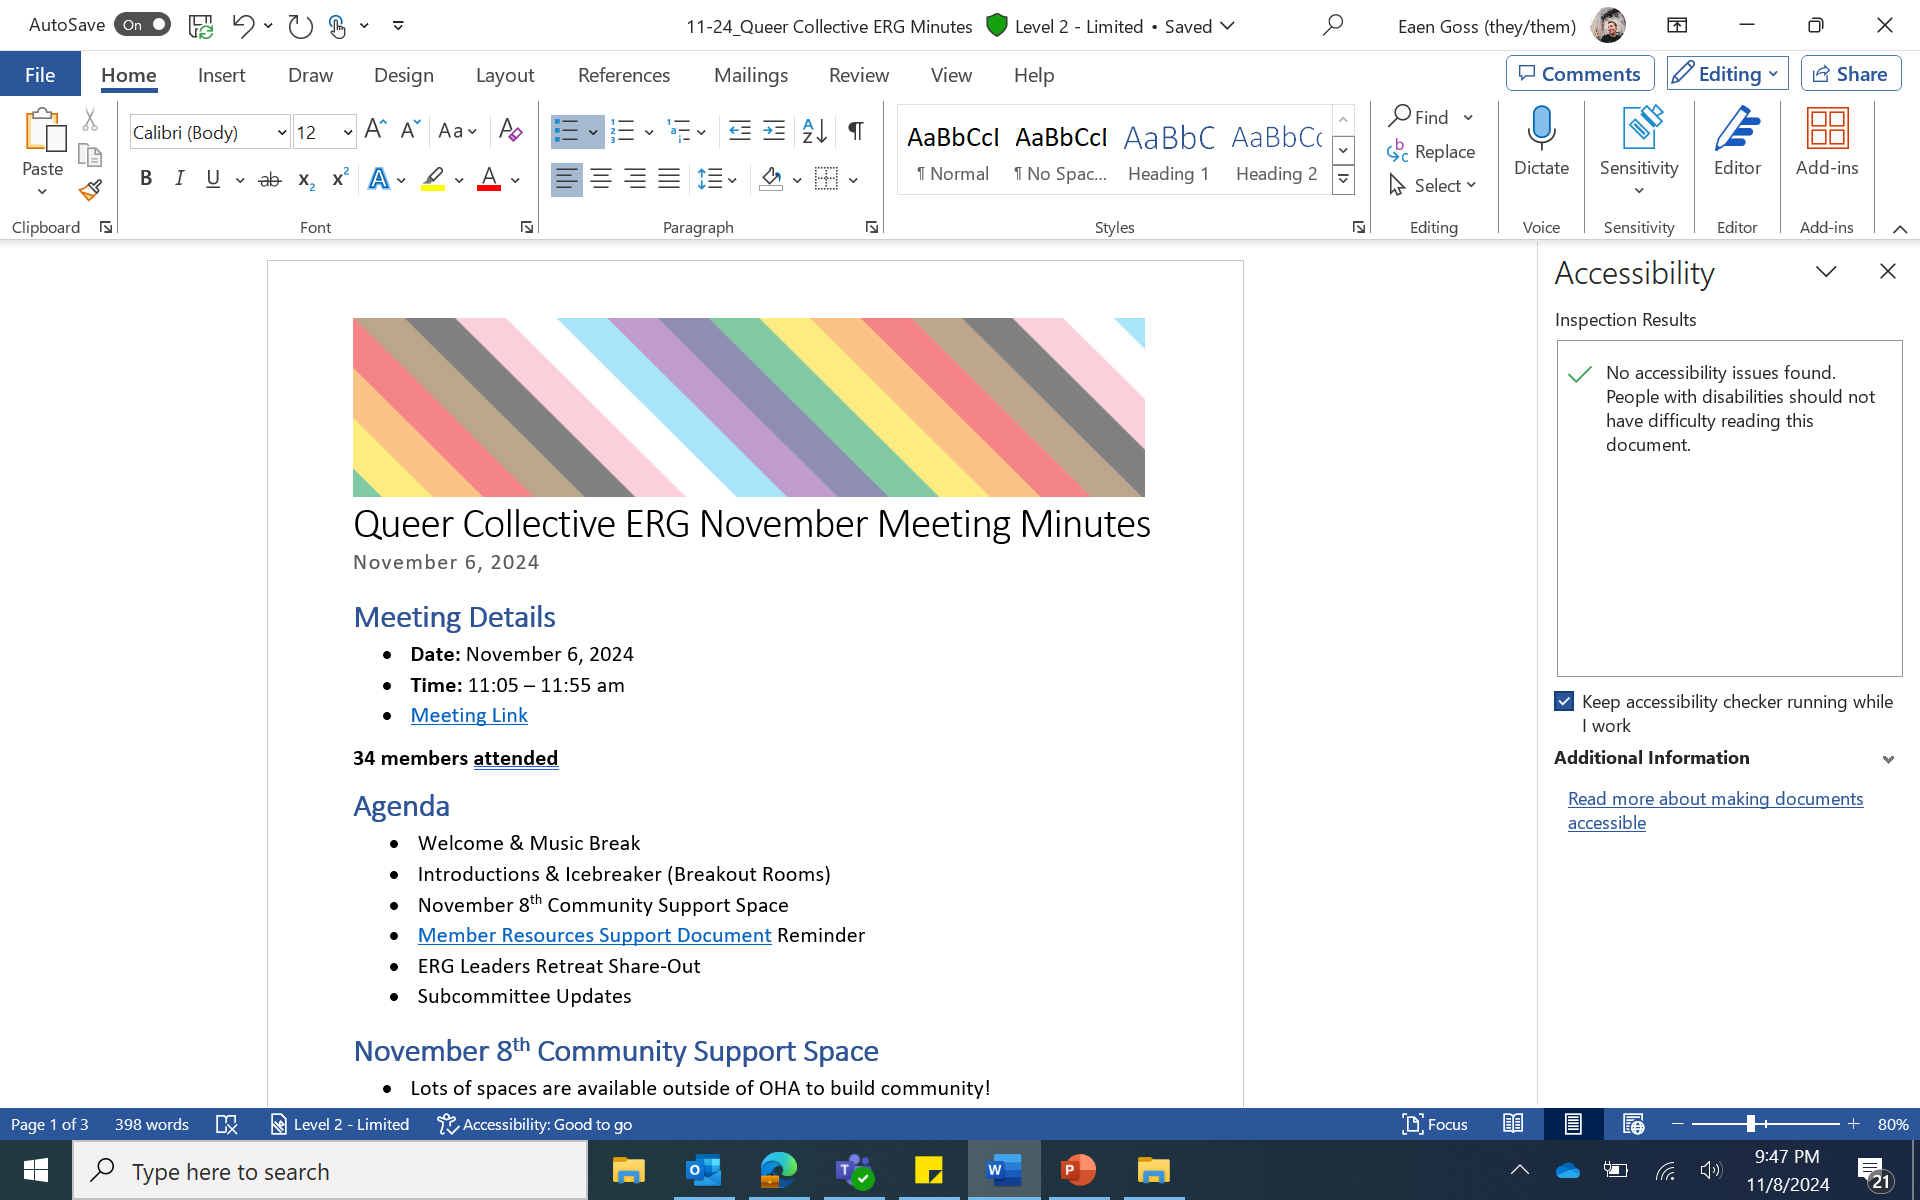 AutoSave On 11-24_Queer Collective ERG Minutes Level 2 - Limited • Saved Eaen Goss (they/them)
File Home Insert Draw Design Layout References Mailings Review View Help Comments Editing Share
Paste
Clipboard
Calibri (Body) 12 A A Aa A
B I U ab x₂ x² A A
Font
Paragraph
AaBbCcI AaBbCcI AaBbC AaBbCc
¶ Normal ¶ No Spac... Heading 1 Heading 2
Styles
Find
Replace
Select
Editing
Dictate
Voice
Sensitivity
Sensitivity
Editor
Editor
Add-ins
Add-ins
Queer Collective ERG November Meeting Minutes
November 6, 2024
Meeting Details
• Date: November 6, 2024
• Time: 11:05 – 11:55 am
• Meeting Link
34 members attended
Agenda
• Welcome & Music Break
• Introductions & Icebreaker (Breakout Rooms)
• November 8th Community Support Space
• Member Resources Support Document Reminder
• ERG Leaders Retreat Share-Out
• Subcommittee Updates
November 8th Community Support Space
• Lots of spaces are available outside of OHA to build community!
Accessibility
Inspection Results
No accessibility issues found.
People with disabilities should not
have difficulty reading this
document.
Keep accessibility checker running while
I work
Additional Information
Read more about making documents
accessible
Page 1 of 3 398 words Level 2 - Limited Accessibility: Good to go Focus 80%
Type here to search
9:47 PM
11/8/2024
21